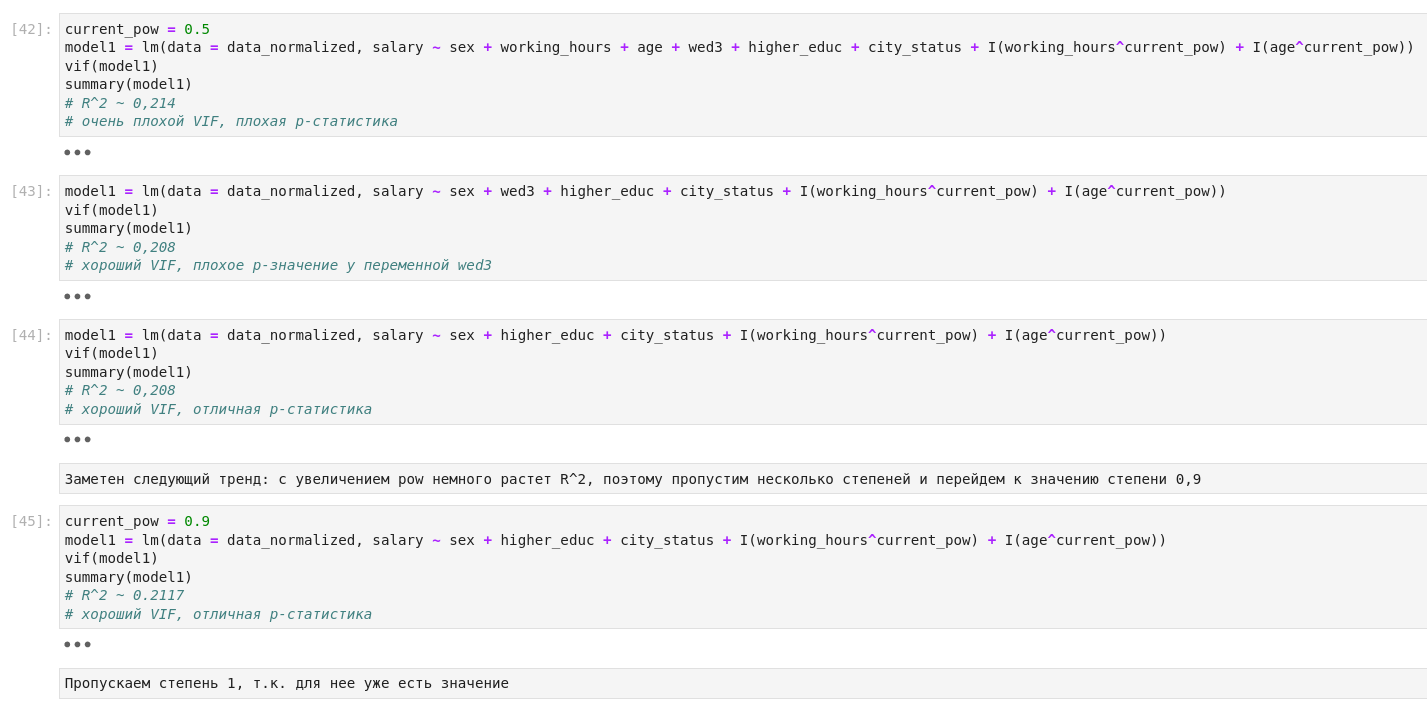 [42]:
current_pow = 0.5
model1 = lm(data = data_normalized, salary ~ sex + working_hours + age + wed3 + higher_educ + city_status + I(working_hours^current_pow) + I(age^current_pow))
vif(model1)
summary(model1)
# R^2 ~ 0,214
# очень плохой VIF, плохая p-статистика
[43]:
model1 = lm(data = data_normalized, salary ~ sex + wed3 + higher_educ + city_status + I(working_hours^current_pow) + I(age^current_pow))
vif(model1)
summary(model1)
# R^2 ~ 0,208
# хороший VIF, плохое p-значение у переменной wed3
[44]:
model1 = lm(data = data_normalized, salary ~ sex + higher_educ + city_status + I(working_hours^current_pow) + I(age^current_pow))
vif(model1)
summary(model1)
# R^2 ~ 0,208
# хороший VIF, отличная p-статистика
Заметен следующий тренд: с увеличением pow немного растет R^2, поэтому пропустим несколько степеней и перейдем к значению степени 0,9
[45]:
current_pow = 0.9
model1 = lm(data = data_normalized, salary ~ sex + higher_educ + city_status + I(working_hours^current_pow) + I(age^current_pow))
vif(model1)
summary(model1)
# R^2 ~ 0.2117
# хороший VIF, отличная p-статистика
Пропускаем степень 1, т.к. для нее уже есть значение